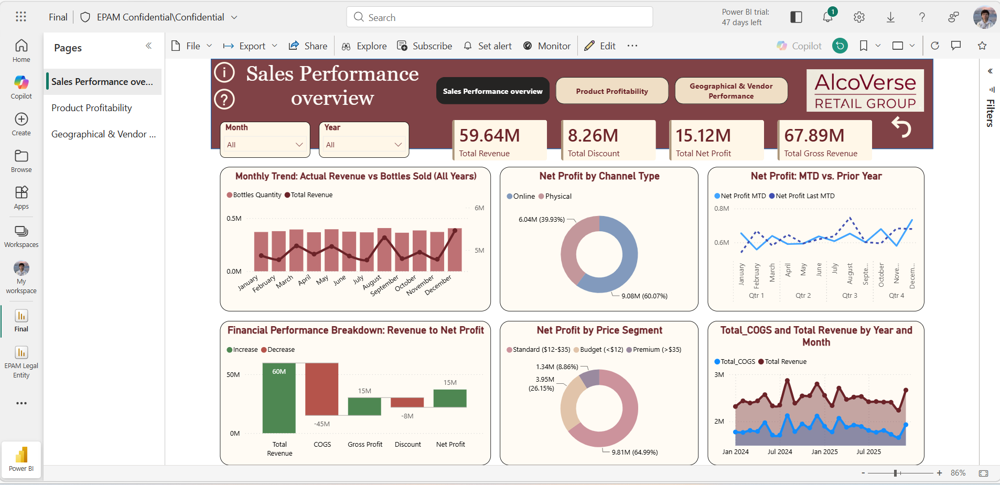 Final
EPAM Confidential\Confidential
Search
Power BI trial:
47 days left
1
Home
Copilot
Create
Browse
Apps
Workspaces
My
workspace
Final
EPAM Legal
Entity
Power BI
Pages
Sales Performance ove...
Product Profitability
Geographical & Vendor ...
File
Export
Share
Explore
Subscribe
Set alert
Monitor
Edit
Copilot
Filters
Sales Performance
overview
Sales Performance overview
Product Profitability
Geographical & Vendor
Performance
AlcoVerse
RETAIL GROUP
Month
All
Year
All
59.64M
Total Revenue
8.26M
Total Discount
15.12M
Total Net Profit
67.89M
Total Gross Revenue
Monthly Trend: Actual Revenue vs Bottles Sold (All Years)
Bottles Quantity
Total Revenue
6M
0.5M
5M
0.0M
January
February
March
April
May
June
July
August
September
October
November
December
Net Profit by Channel Type
Online
Physical
6.04M (39.93%)
9.08M (60.07%)
Net Profit: MTD vs. Prior Year
Net Profit MTD
Net Profit Last MTD
0.8M
0.6M
January
February
March
April
May
June
July
August
Septe...
October
Nove...
Decem...
Qtr 1
Qtr 2
Qtr 3
Qtr 4
Financial Performance Breakdown: Revenue to Net Profit
Increase
Decrease
50M
0M
60M
-45M
15M
-8M
15M
Total
Revenue
COGS
Gross Profit
Discount
Net Profit
Net Profit by Price Segment
Standard ($12-$35)
Budget (<$12)
Premium (>$35)
1.34M (8.86%)
3.95M
(26.15%)
9.81M (64.99%)
Total_COGS and Total Revenue by Year and
Month
Total_COGS
Total Revenue
3M
2M
Jan 2024
Jul 2024
Jan 2025
Jul 2025
- + 86%